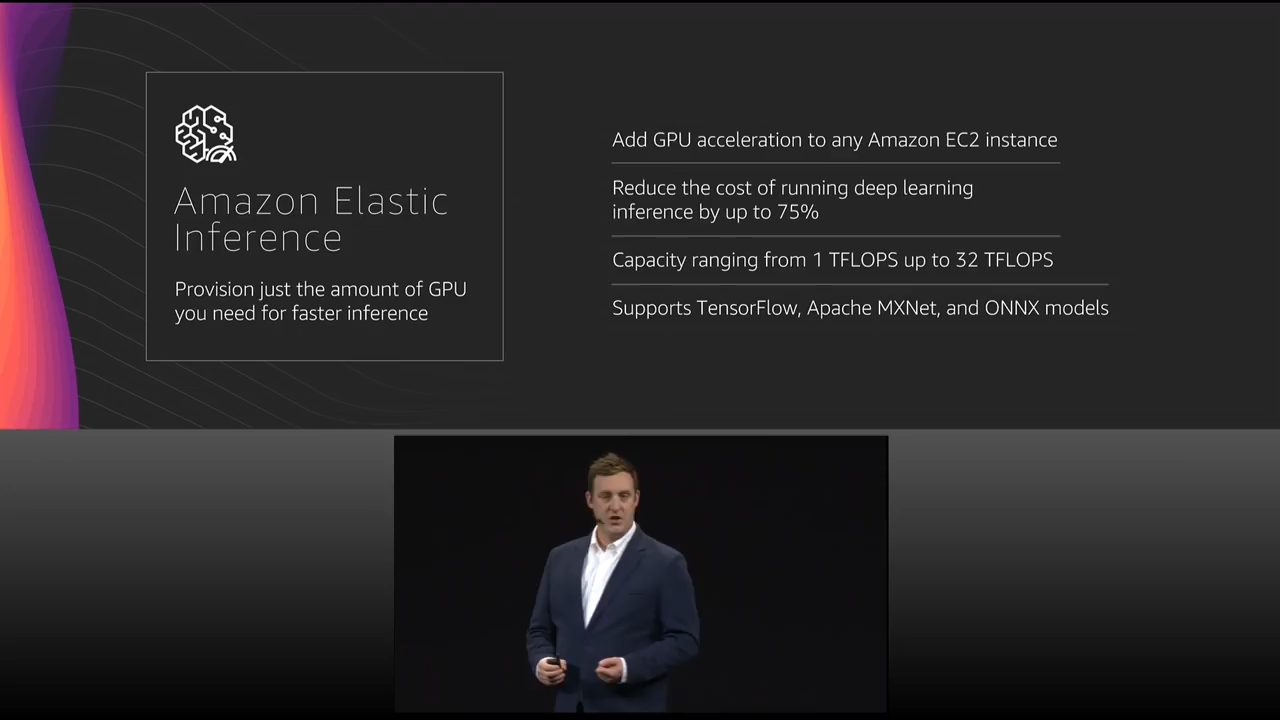 Amazon Elastic
Inference
Provision just the amount of GPU
you need for faster inference
Add GPU acceleration to any Amazon EC2 instance
Reduce the cost of running deep learning
inference by up to 75%
Capacity ranging from 1 TFLOPS up to 32 TFLOPS
Supports TensorFlow, Apache MXNet, and ONNX models